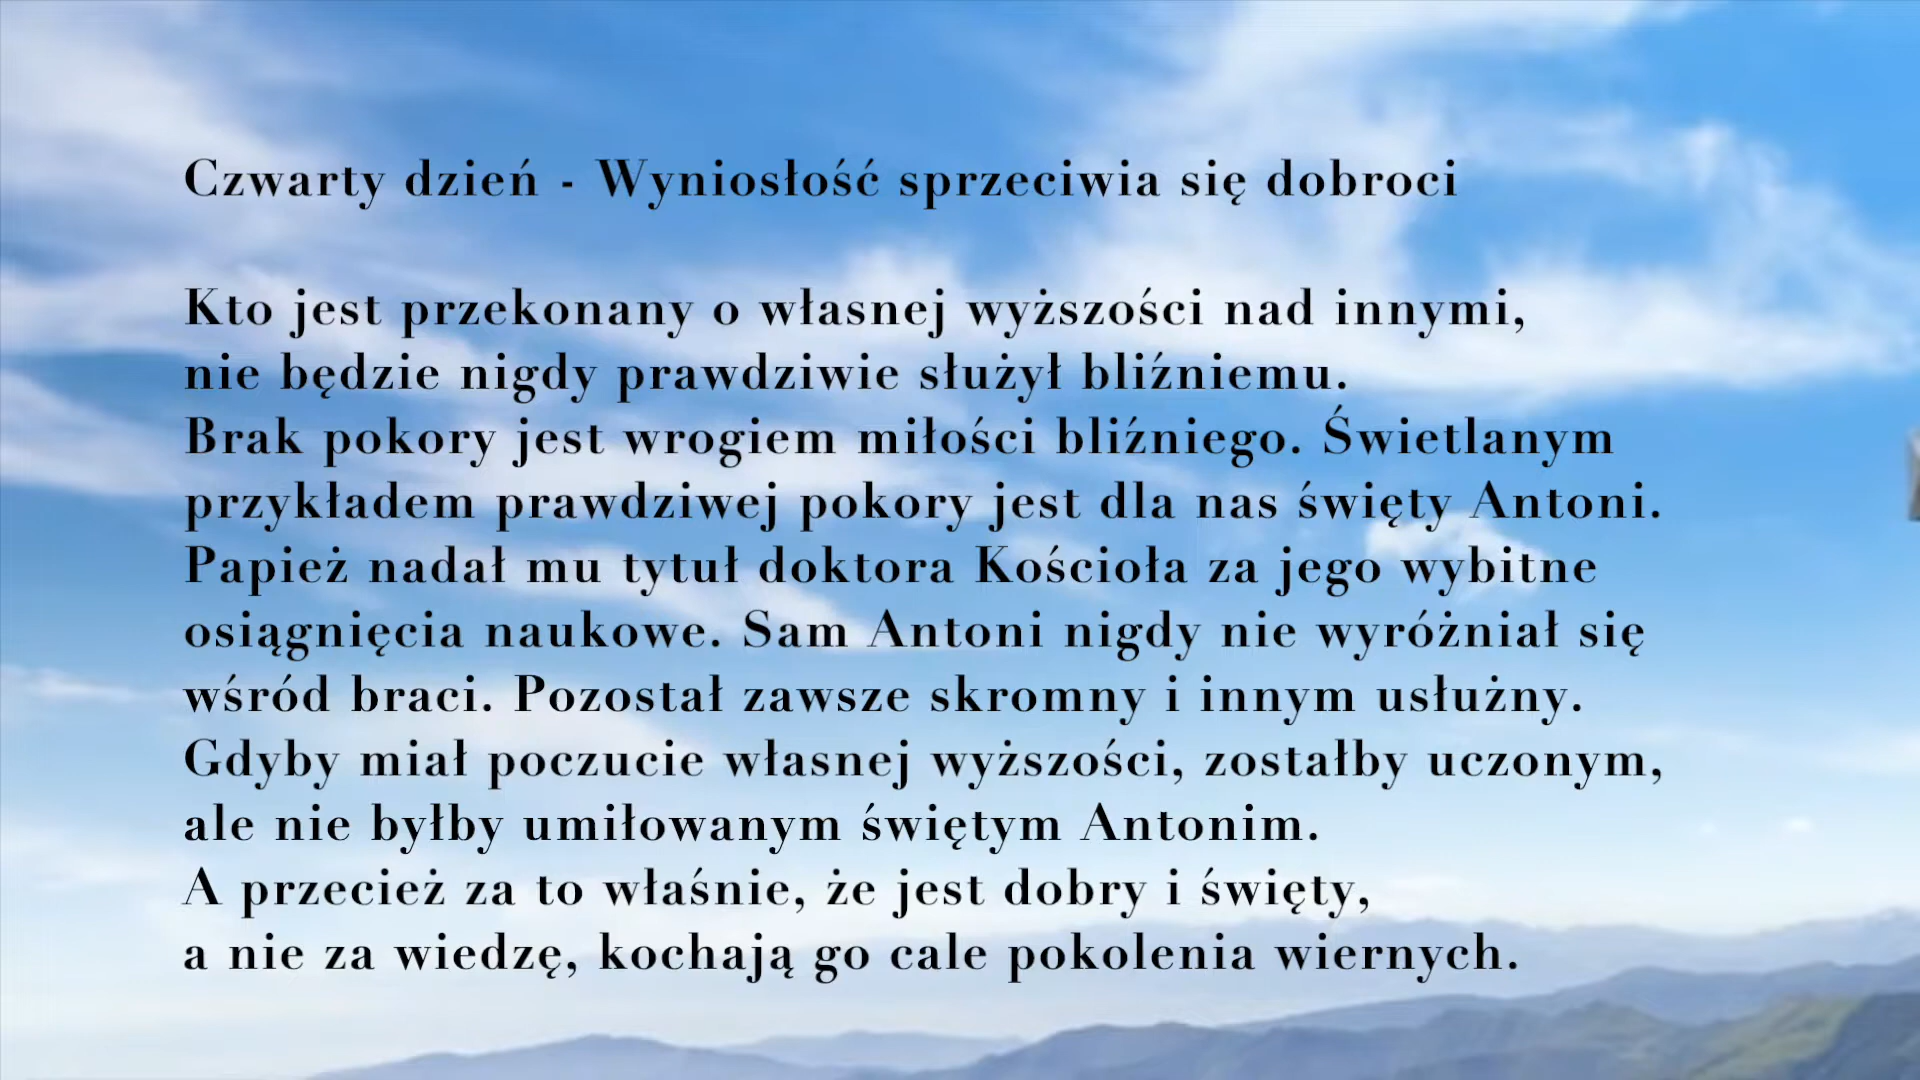 Czwarty dzień - Wyniosłość sprzeciwia się dobroci
Kto jest przekonany o własnej wyższości nad innymi,
nie będzie nigdy prawdziwie służył bliźniemu.
Brak pokory jest wrogiem miłości bliźniego. Świetlanym
przykładem prawdziwej pokory jest dla nas święty Antoni.
Papież nadał mu tytuł doktora Kościoła za jego wybitne
osiągnięcia naukowe. Sam Antoni nigdy nie wyróżniał się
wśród braci. Pozostał zawsze skromny i innym usłużny.
Gdyby miał poczucie własnej wyższości, zostałby uczonym,
ale nie byłby umiłowanym świętym Antonim.
A przecież za to właśnie, że jest dobry i święty,
a nie za wiedzę, kochają go cale pokolenia wiernych.